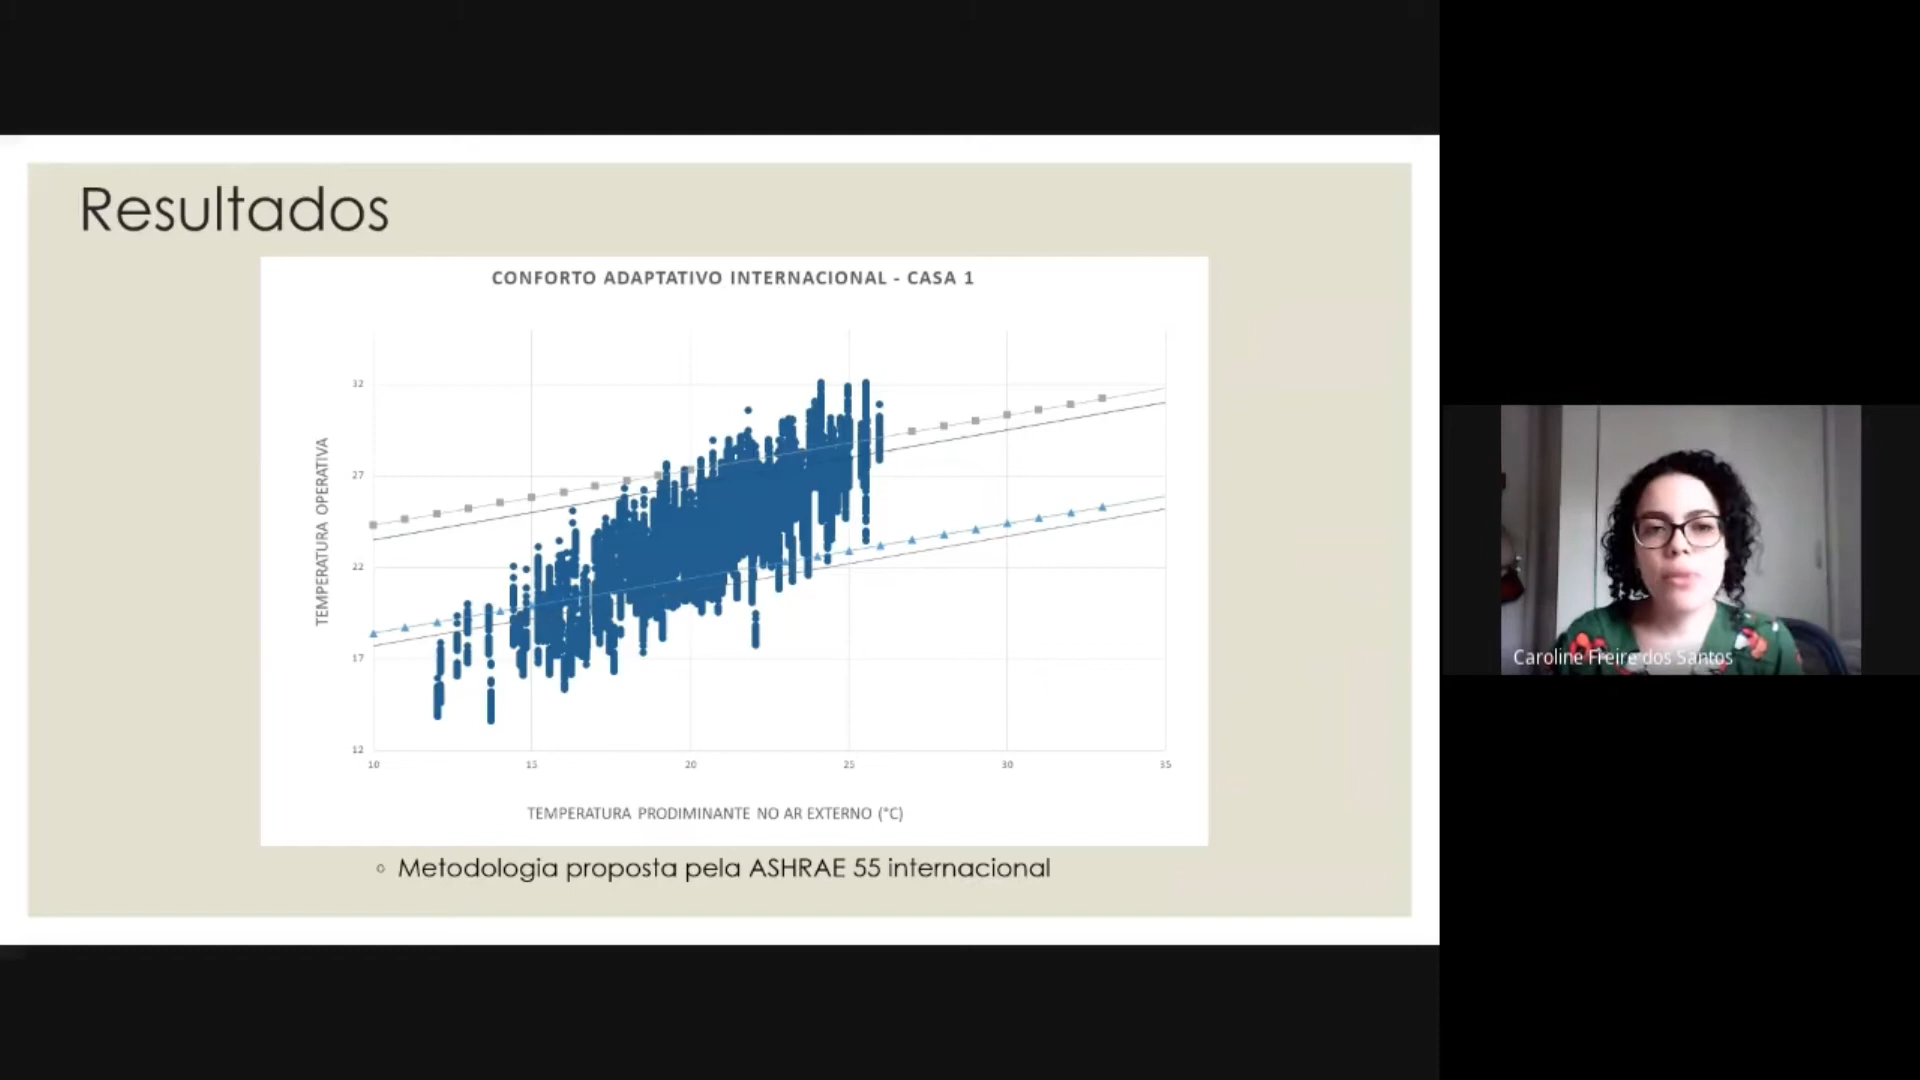 Resultados
CONFORTO ADAPTATIVO INTERNACIONAL - CASA 1
TEMPERATURA OPERATIVA
32
27
22
17
12
10 15 20 25 30 35
TEMPERATURA PRODIMINANTE NO AR EXTERNO (°C)
Metodologia proposta pela ASHRAE 55 internacional
Caroline Freire dos Santos